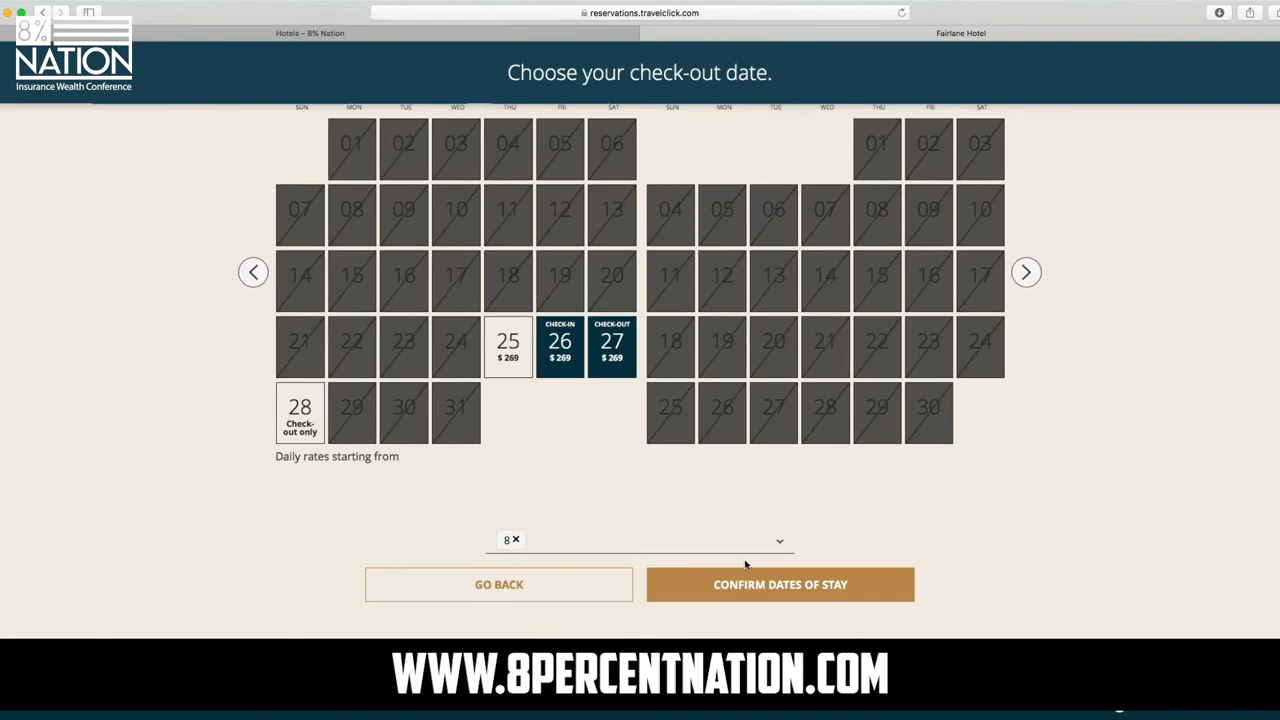 reservations.travelclick.com
Hotels – 8% Nation
Fairlane Hotel
8%
NATION
Insurance Wealth Conference
Choose your check-out date.
SUN MON TUE WED THU FRI SAT
01 02 03 04 05 06
07 08 09 10 11 12 13
14 15 16 17 18 19 20
21 22 23 24 25 $ 269 CHECK-IN 26 $ 269 CHECK-OUT 27 $ 269
28 Check-out only 29 30 31
SUN MON TUE WED THU FRI SAT
01 02 03
04 05 06 07 08 09 10
11 12 13 14 15 16 17
18 19 20 21 22 23 24
25 26 27 28 29 30
Daily rates starting from
8 ×
GO BACK
CONFIRM DATES OF STAY
WWW.8PERCENTNATION.COM